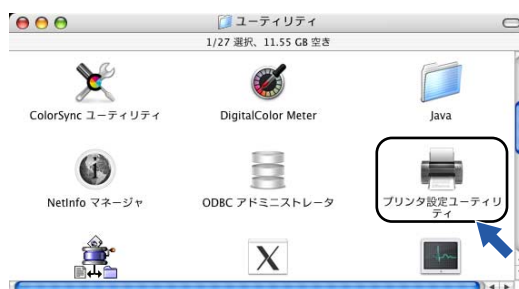 ユーティリティ
1/27 選択、11.55 GB 空き
ColorSync ユーティリティ
DigitalColor Meter
Java
NetInfo マネージャ
ODBC アドミニストレータ
プリンタ設定ユーティリ
ティ
X